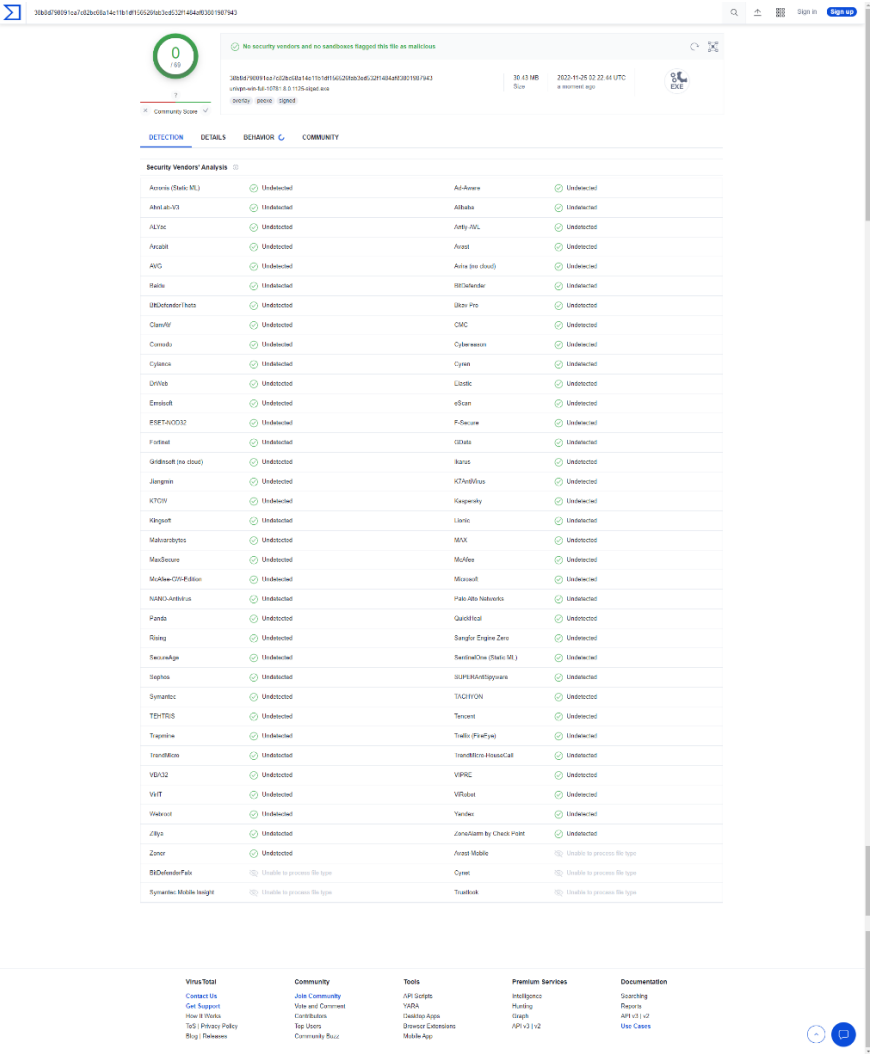 Sign in
Sign up
0
/ 69
?
Community Score
No security vendors and no sandboxes flagged this file as malicious
30.43 MB
Size
2022-11-25 02:22:44 UTC
a moment ago
EXE
overlay peexe signed
DETECTION DETAILS BEHAVIOR COMMUNITY
Security Vendors' Analysis
Acronis (Static ML) Undetected Ad-Aware Undetected
AhnLab-V3 Undetected Alibaba Undetected
ALYac Undetected Antiy-AVL Undetected
Arcabit Undetected Avast Undetected
AVG Undetected Avira (no cloud) Undetected
Baidu Undetected BitDefender Undetected
BitDefenderTheta Undetected Bkav Pro Undetected
ClamAV Undetected CMC Undetected
Comodo Undetected Cybereason Undetected
Cylance Undetected Cyren Undetected
DrWeb Undetected Elastic Undetected
Emsisoft Undetected eScan Undetected
ESET-NOD32 Undetected F-Secure Undetected
Fortinet Undetected GData Undetected
Gridinsoft (no cloud) Undetected Ikarus Undetected
Jiangmin Undetected K7AntiVirus Undetected
K7GW Undetected Kaspersky Undetected
Kingsoft Undetected Lionic Undetected
Malwarebytes Undetected MAX Undetected
MaxSecure Undetected McAfee Undetected
McAfee-GW-Edition Undetected Microsoft Undetected
NANO-Antivirus Undetected Palo Alto Networks Undetected
Panda Undetected QuickHeal Undetected
Rising Undetected Sangfor Engine Zero Undetected
SecureAge Undetected SentinelOne (Static ML) Undetected
Sophos Undetected SUPERAntiSpyware Undetected
Symantec Undetected TACHYON Undetected
TEHTRIS Undetected Tencent Undetected
Trapmine Undetected Trellix (FireEye) Undetected
TrendMicro Undetected TrendMicro-HouseCall Undetected
VBA32 Undetected VIPRE Undetected
VirIT Undetected ViRobot Undetected
Webroot Undetected Yandex Undetected
Zillya Undetected ZoneAlarm by Check Point Undetected
Zoner Undetected Avast-Mobile Unable to process file type
BitDefenderFalx Unable to process file type Cynet Unable to process file type
Symantec Mobile Insight Unable to process file type Trustlook Unable to process file type
VirusTotal Community Tools Premium Services Documentation
Contact Us Join Community API Scripts Intelligence Searching
Get Support Vote and Comment YARA Hunting Reports
How It Works Contributors Desktop Apps Graph API v3 | v2
ToS | Privacy Policy Top Users Browser Extensions API v3 | v2 Use Cases
Blog | Releases Community Buzz Mobile App